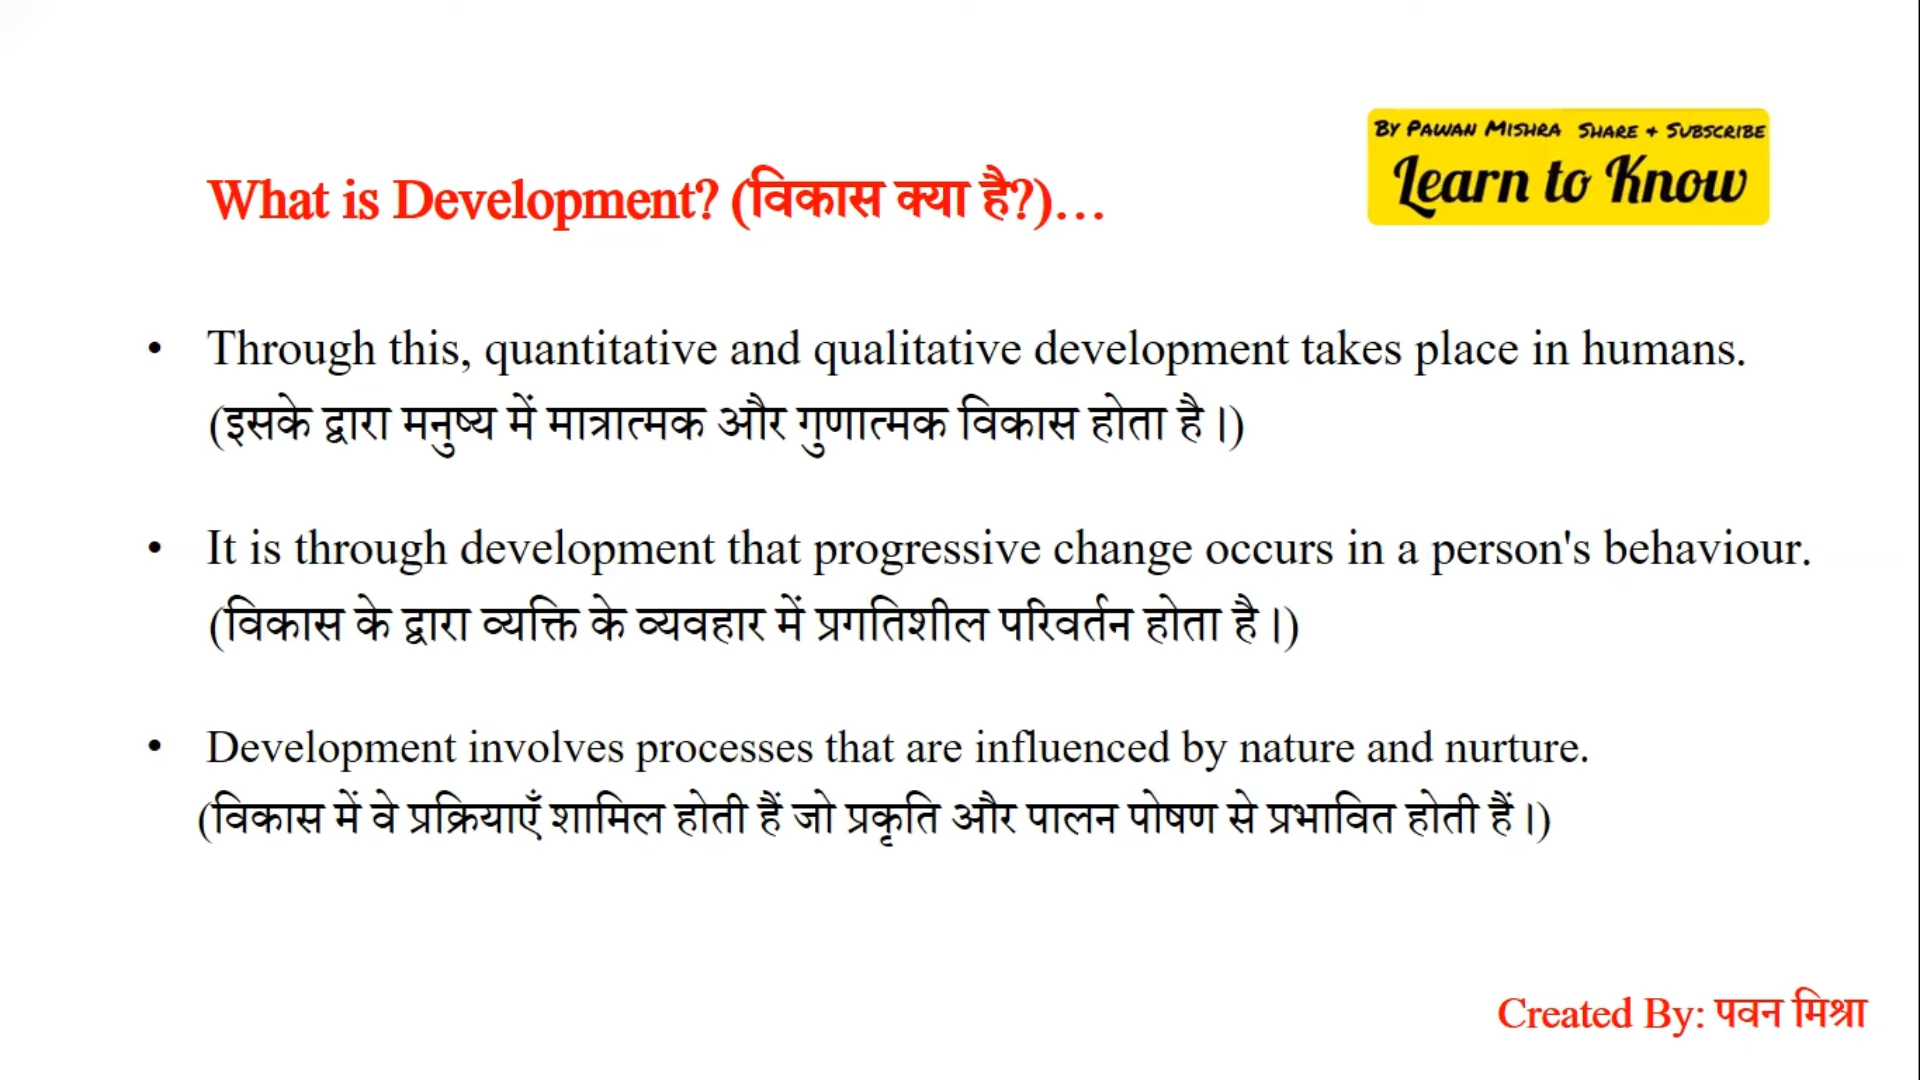 By Pawan Mishra Share + Subscribe
Learn to Know
What is Development? (विकास क्या है?)…
• Through this, quantitative and qualitative development takes place in humans.
(इसके द्वारा मनुष्य में मात्रात्मक और गुणात्मक विकास होता है।)
• It is through development that progressive change occurs in a person's behaviour.
(विकास के द्वारा व्यक्ति के व्यवहार में प्रगतिशील परिवर्तन होता है।)
• Development involves processes that are influenced by nature and nurture.
(विकास में वे प्रक्रियाएँ शामिल होती हैं जो प्रकृति और पालन पोषण से प्रभावित होती हैं।)
Created By: पवन मिश्रा